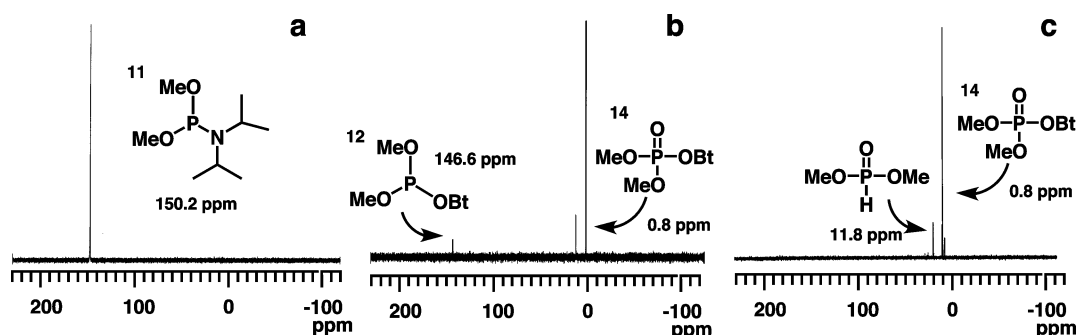 a
11
MeO
MeO
P
N
150.2 ppm
200 100 0 -100
ppm
b
12
MeO
146.6 ppm
MeO
P
OBt
14
O
MeO P OBt
MeO
0.8 ppm
200 100 0 -100
ppm
c
14
O
MeO P OBt
MeO
0.8 ppm
O
MeO P OMe
H
11.8 ppm
200 100 0 -100
ppm